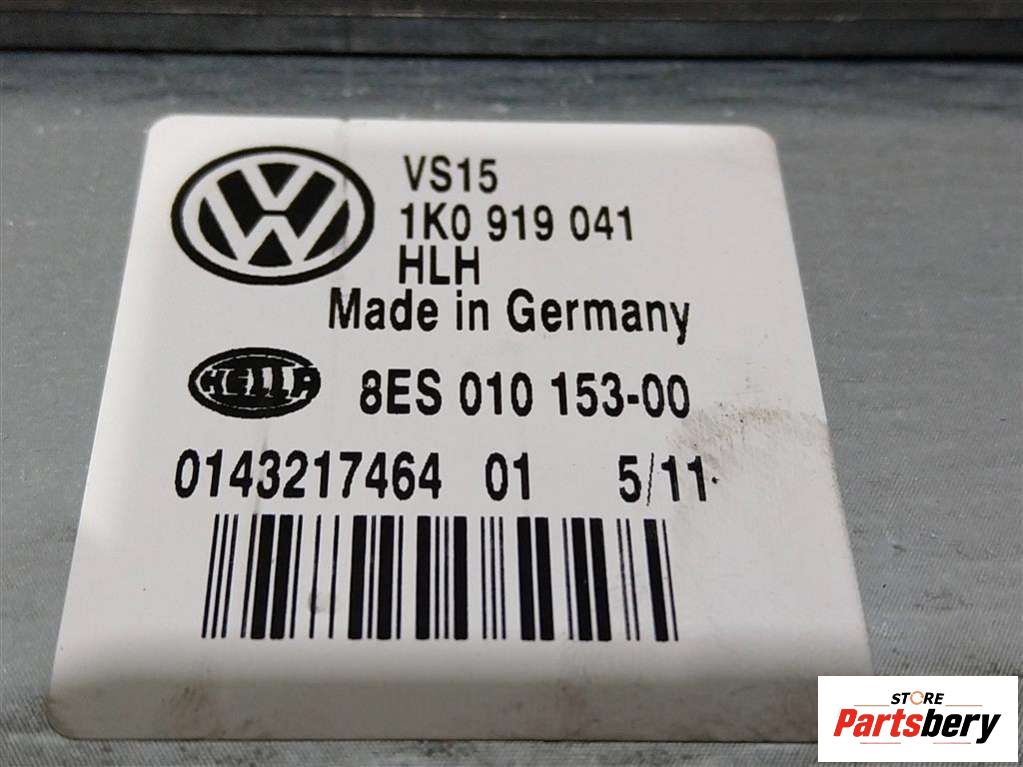 VS15
1K0 919 041
HLH
Made in Germany
HELLA
8ES 010 153-00
0143217464 01 5/11
STORE
Partsbery